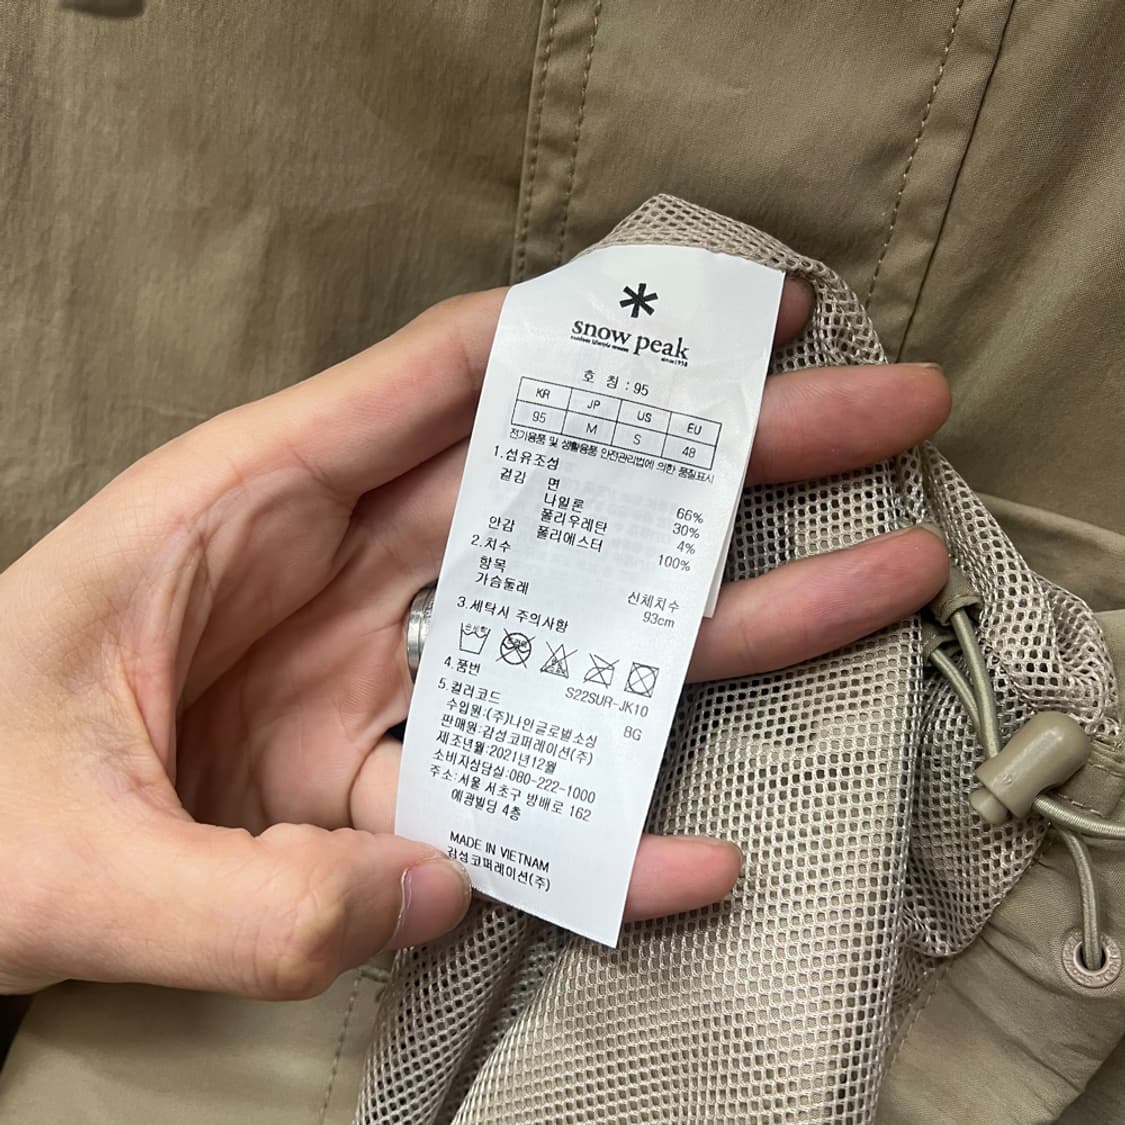 snow peak
outdoor lifestyle
since1958
호 칭 : 95
KR JP US EU
95 M S 48
전기용품 및 생활용품 안전관리법에 의한 품질표시
1.섬유조성
겉감 면 66%
나일론 30%
폴리우레탄 4%
안감 폴리에스터 100%
2.치수
항목 신체치수
가슴둘레 93cm
3.세탁시 주의사항
4.품번 S22SUR-JK10
5.컬러코드 BG
수입원:(주)나인글로벌소싱
판매원:감성코퍼레이션(주)
제조년월:2021년12월
소비자상담실:080-222-1000
주소:서울 서초구 방배로 162
예광빌딩 4층
MADE IN VIETNAM
감성코퍼레이션(주)